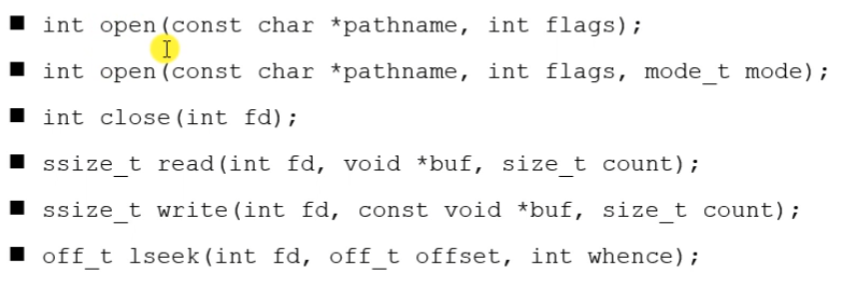 ■ int open(const char *pathname, int flags);
■ int open(const char *pathname, int flags, mode_t mode);
■ int close(int fd);
■ ssize_t read(int fd, void *buf, size_t count);
■ ssize_t write(int fd, const void *buf, size_t count);
■ off_t lseek(int fd, off_t offset, int whence);